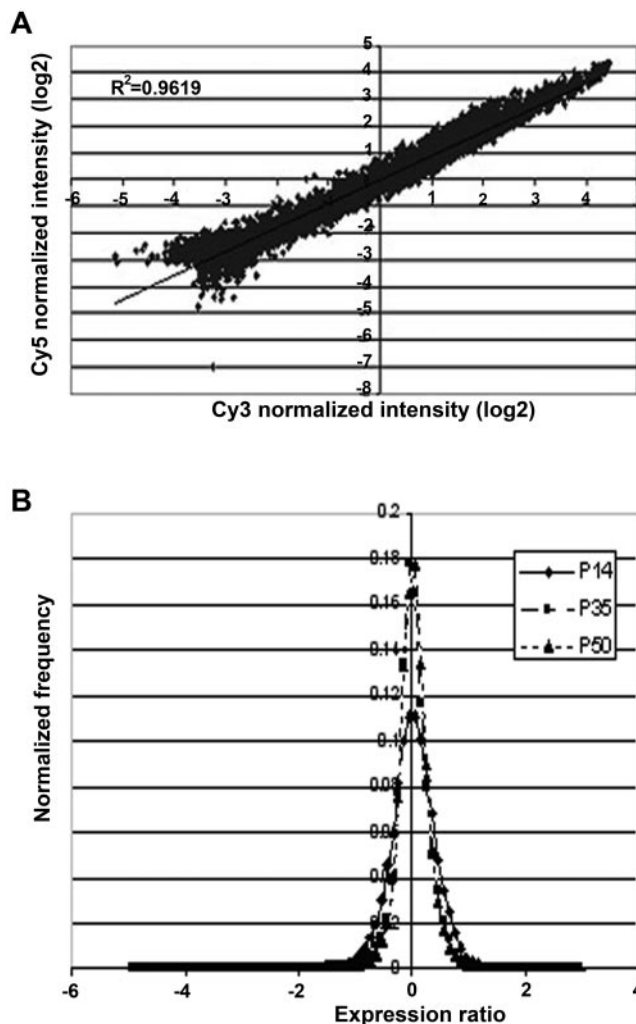 A
5
4
R²=0.9619
3
2
1
-6 -5 -4 -3 -2 1 2 3 4
-2
-3
-4
-5
-6
-7
-8
Cy5 normalized intensity (log2)
Cy3 normalized intensity (log2)
B
0.2
0.18
0.16
0.14
0.12
0.1
0
P14
P35
P50
Normalized frequency
-6 -4 -2 0 2 4
Expression ratio